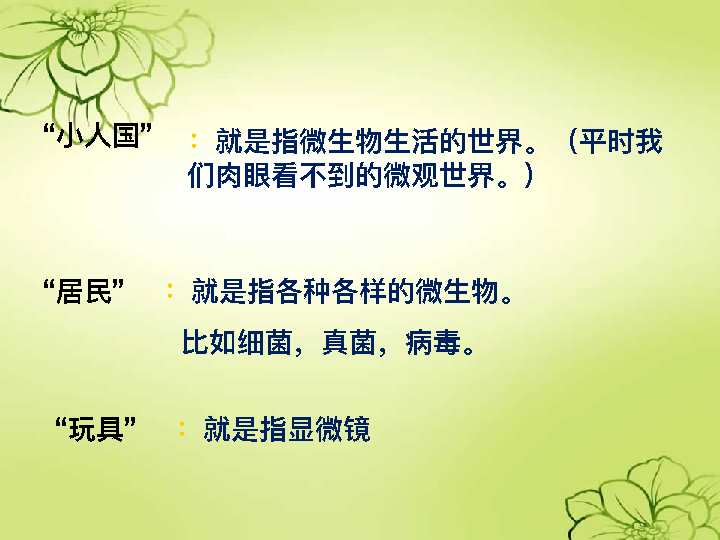 “小人国” ：就是指微生物生活的世界。（平时我
们肉眼看不到的微观世界。）
“居民” ：就是指各种各样的微生物。
比如细菌，真菌，病毒。
“玩具” ：就是指显微镜